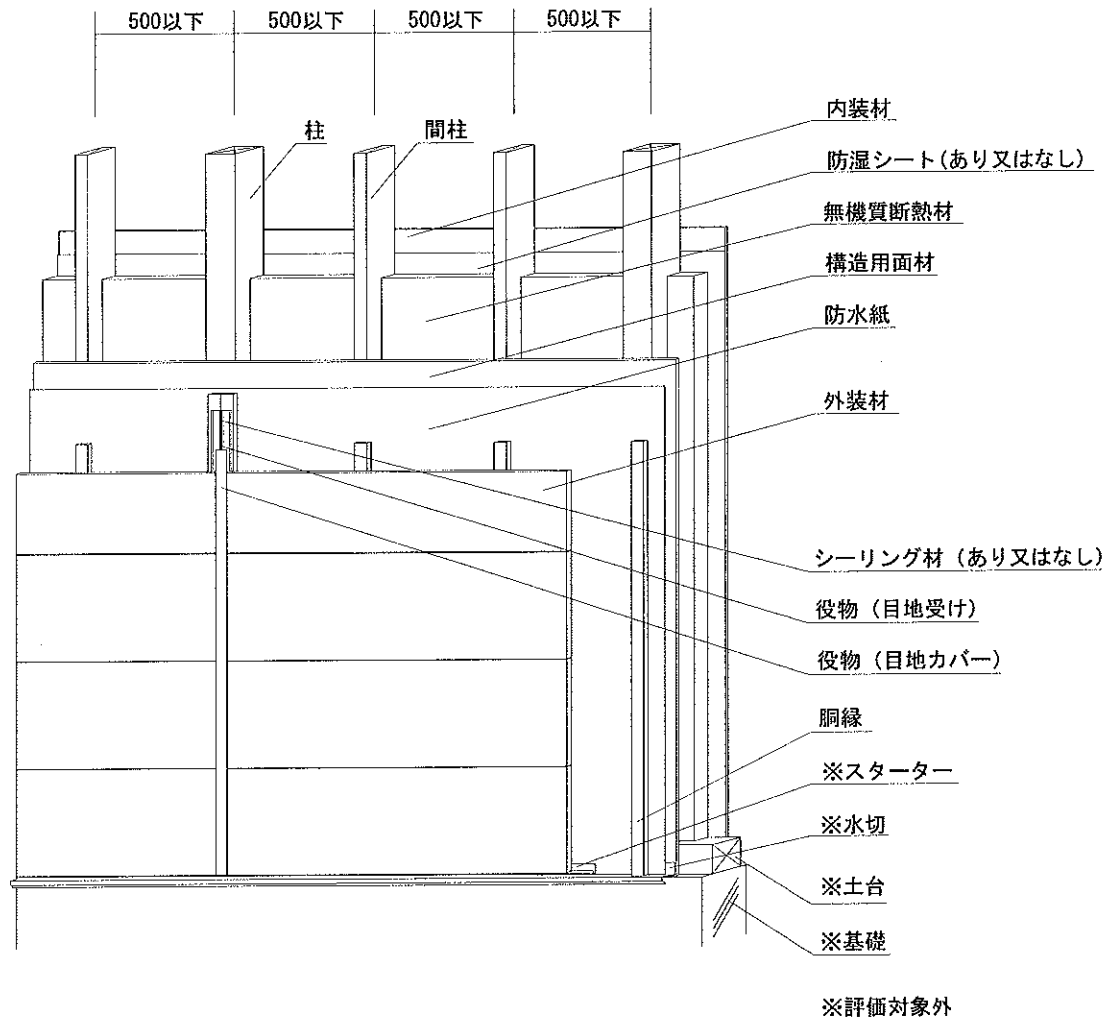 500以下 500以下 500以下 500以下
柱 間柱
内装材
防湿シート(あり又はなし)
無機質断熱材
構造用面材
防水紙
外装材
シーリング材 (あり又はなし)
役物 (目地受け)
役物 (目地カバー)
胴縁
※スターター
※水切
※土台
※基礎
※評価対象外